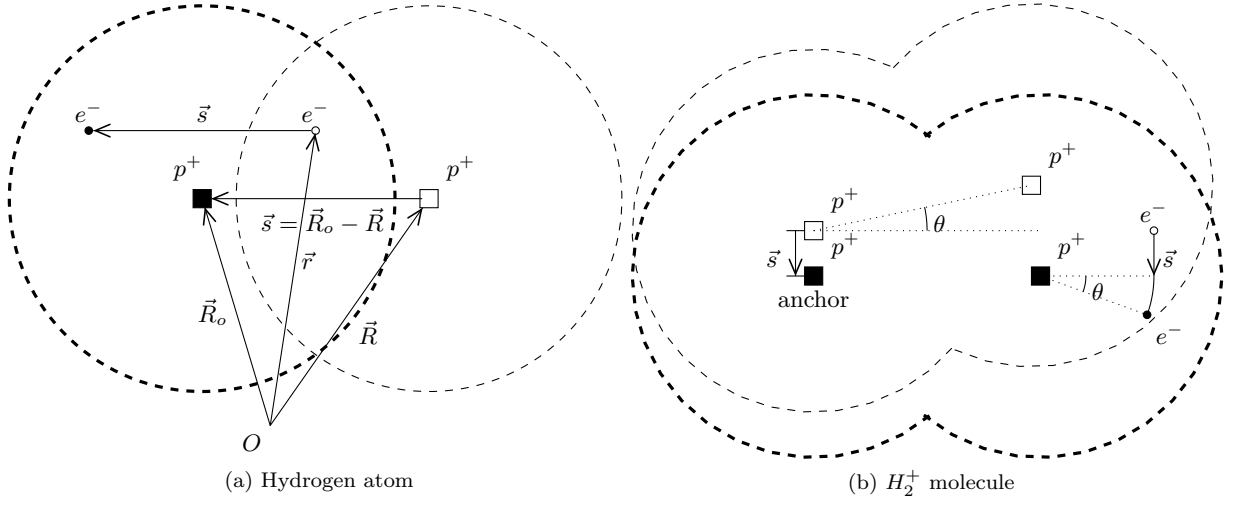 e⁻
s⃗
e⁻
p⁺
p⁺
s⃗ = R⃗ₒ − R⃗
r⃗
R⃗ₒ
R⃗
O
(a) Hydrogen atom
p⁺
p⁺
θ
e⁻
s⃗
p⁺
p⁺
s⃗
anchor
θ
e⁻
(b) H₂⁺ molecule